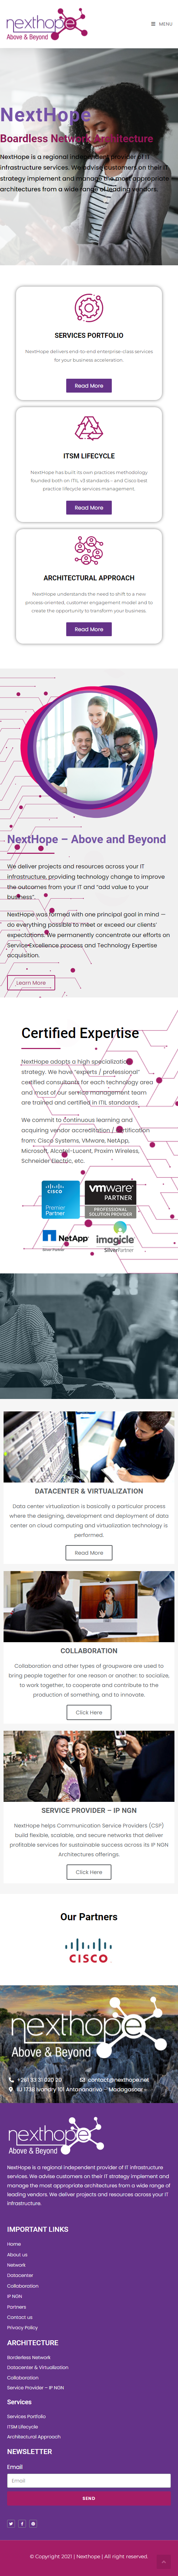 nexthope
Above & Beyond
MENU
NextHope
Boardless Network Architecture
NextHope is a regional independent provider of IT
infrastructure services. We advise customers on their IT
strategy implement and manage the most appropriate
architectures from a wide range of leading vendors.
SERVICES PORTFOLIO
NextHope delivers end-to-end enterprise-class services
for your business acceleration.
Read More
ITSM LIFECYCLE
NextHope has built its own practices methodology
founded both on ITIL v3 standards – and Cisco best
practice lifecycle services management.
Read More
ARCHITECTURAL APPROACH
NextHope understands the need to shift to a new
process oriented, customer engagement model and to
create the opportunity to transform your business.
Read More
NextHope – Above and Beyond
We deliver projects and resources across your IT
infrastructure, providing technology change to improve
the outcomes from your IT and “add value to your
business”.
NextHope was formed with one principal goal in mind —
do everything possible to meet or exceed our clients’
expectations. We permanently concentrate our efforts on
Service Excellence process and Technology Expertise
acquisition.
Learn More
Certified Expertise
NextHope adopts a high specialization
strategy. We have “experts / professional”
certified consultants for each technology area
and most of our service management team
are trained and certified in ITIL standards.
We commit to continuous learning and
acquiring vendor accreditation / certification
from: Cisco Systems, VMware, NetApp,
Microsoft, Alcatel-Lucent, Proxim Wireless,
Schneider Electric, etc.
CISCO
Premier
Partner
vmware
PARTNER
PROFESSIONAL
SOLUTION PROVIDER
NetApp
Silver Partner
imagicle
Silver Partner
DATACENTER & VIRTUALIZATION
Data center virtualization is basically a particular process
where the designing, development and deployment of data
center on cloud computing and virtualization technology is
performed.
Read More
COLLABORATION
Collaboration and other types of groupware are used to
bring people together for one reason or another: to socialize,
to work together, to cooperate and contribute to the
production of something, and to innovate.
Click Here
SERVICE PROVIDER – IP NGN
NextHope helps Communication Service Providers (CSP)
build flexible, scalable, and secure networks that deliver
profitable services for sustainable success across its IP NGN
Architectures offerings.
Click Here
Our Partners
CISCO
nexthope
Above & Beyond
contact@nexthope.net
nexthope
Above & Beyond
NextHope is a regional independent provider of IT infrastructure
services. We advise customers on their IT strategy implement and
manage the most appropriate architectures from a wide range of
leading vendors. We deliver projects and resources across your IT
infrastructure.
IMPORTANT LINKS
Home
About us
Network
Datacenter
Collaboration
IP NGN
Partners
Contact us
Privacy Policy
ARCHITECTURE
Borderless Network
Datacenter & Virtualization
Collaboration
Service Provider – IP NGN
Services
Services Portfolio
ITSM Lifecycle
Architectural Approach
NEWSLETTER
Email
Email
SEND
© Copyright 2021 | Nexthope | All right reserved.